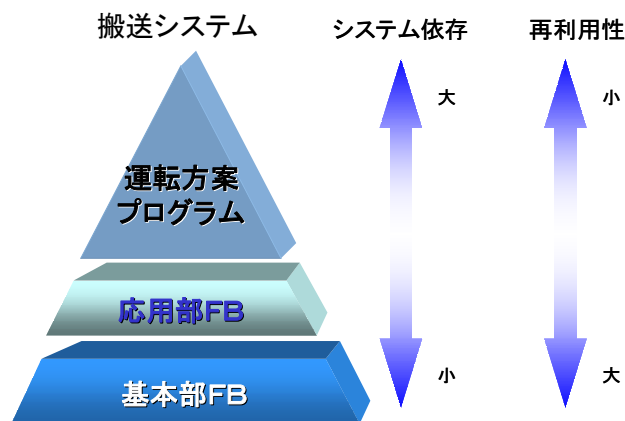 搬送システム
システム依存
再利用性
大
小
運転方案
プログラム
応用部FB
小
大
基本部FB